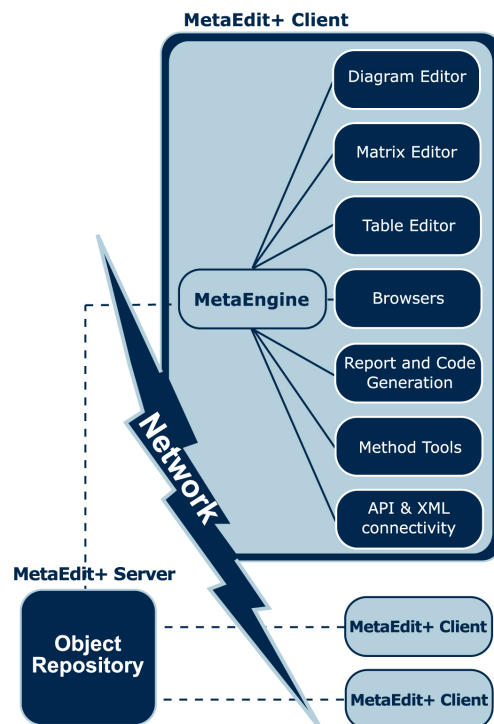 MetaEdit+ Client
Diagram Editor
Matrix Editor
Table Editor
MetaEngine
Browsers
Report and Code
Generation
Method Tools
API & XML
connectivity
Network
MetaEdit+ Server
Object
Repository
MetaEdit+ Client
MetaEdit+ Client